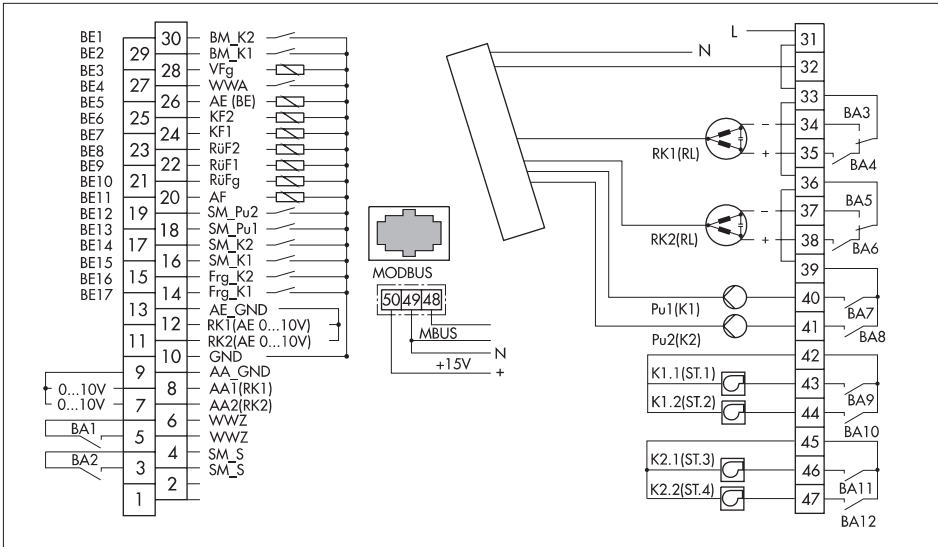 BE1 30 BM_K2
BE2 29 BM_K1
BE3 28 VFg
BE4 27 WWA
BE5 26 AE (BE)
BE6 25 KF2
BE7 24 KF1
BE8 23 RüF2
BE9 22 RüF1
BE10 21 RüFg
BE11 20 AF
BE12 19 SM_Pu2
BE13 18 SM_Pu1
BE14 17 SM_K2
BE15 16 SM_K1
BE16 15 Frg_K2
BE17 14 Frg_K1
13 AE_GND
12 RK1(AE 0...10V)
11 RK2(AE 0...10V)
10 GND
9 AA_GND
0...10V 8 AA1(RK1)
0...10V 7 AA2(RK2)
6 WWZ
BA1 5 WWZ
4 SM_S
BA2 3 SM_S
2
1
MODBUS
50 49 48
MBUS
N
+15V +
L 31
N 32
33
− 34 BA3
RK1(RL) + 35 BA4
36
− 37 BA5
RK2(RL) + 38 BA6
39
Pu1(K1) 40 BA7
Pu2(K2) 41 BA8
42
K1.1(ST.1) 43 BA9
K1.2(ST.2) 44 BA10
45
K2.1(ST.3) 46 BA11
K2.2(ST.4) 47 BA12